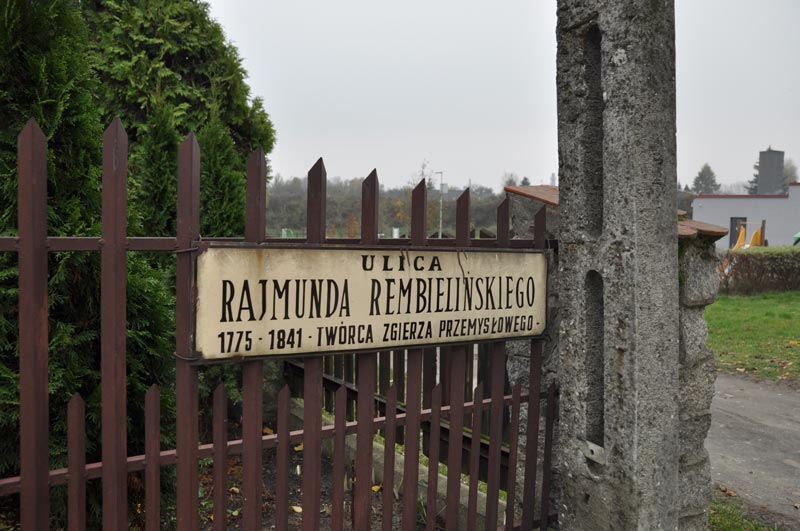 ULICA
RAJMUNDA REMBIELIŃSKIEGO
1775 - 1841 - TWÓRCA ZGIERZA PRZEMYSŁOWEGO -